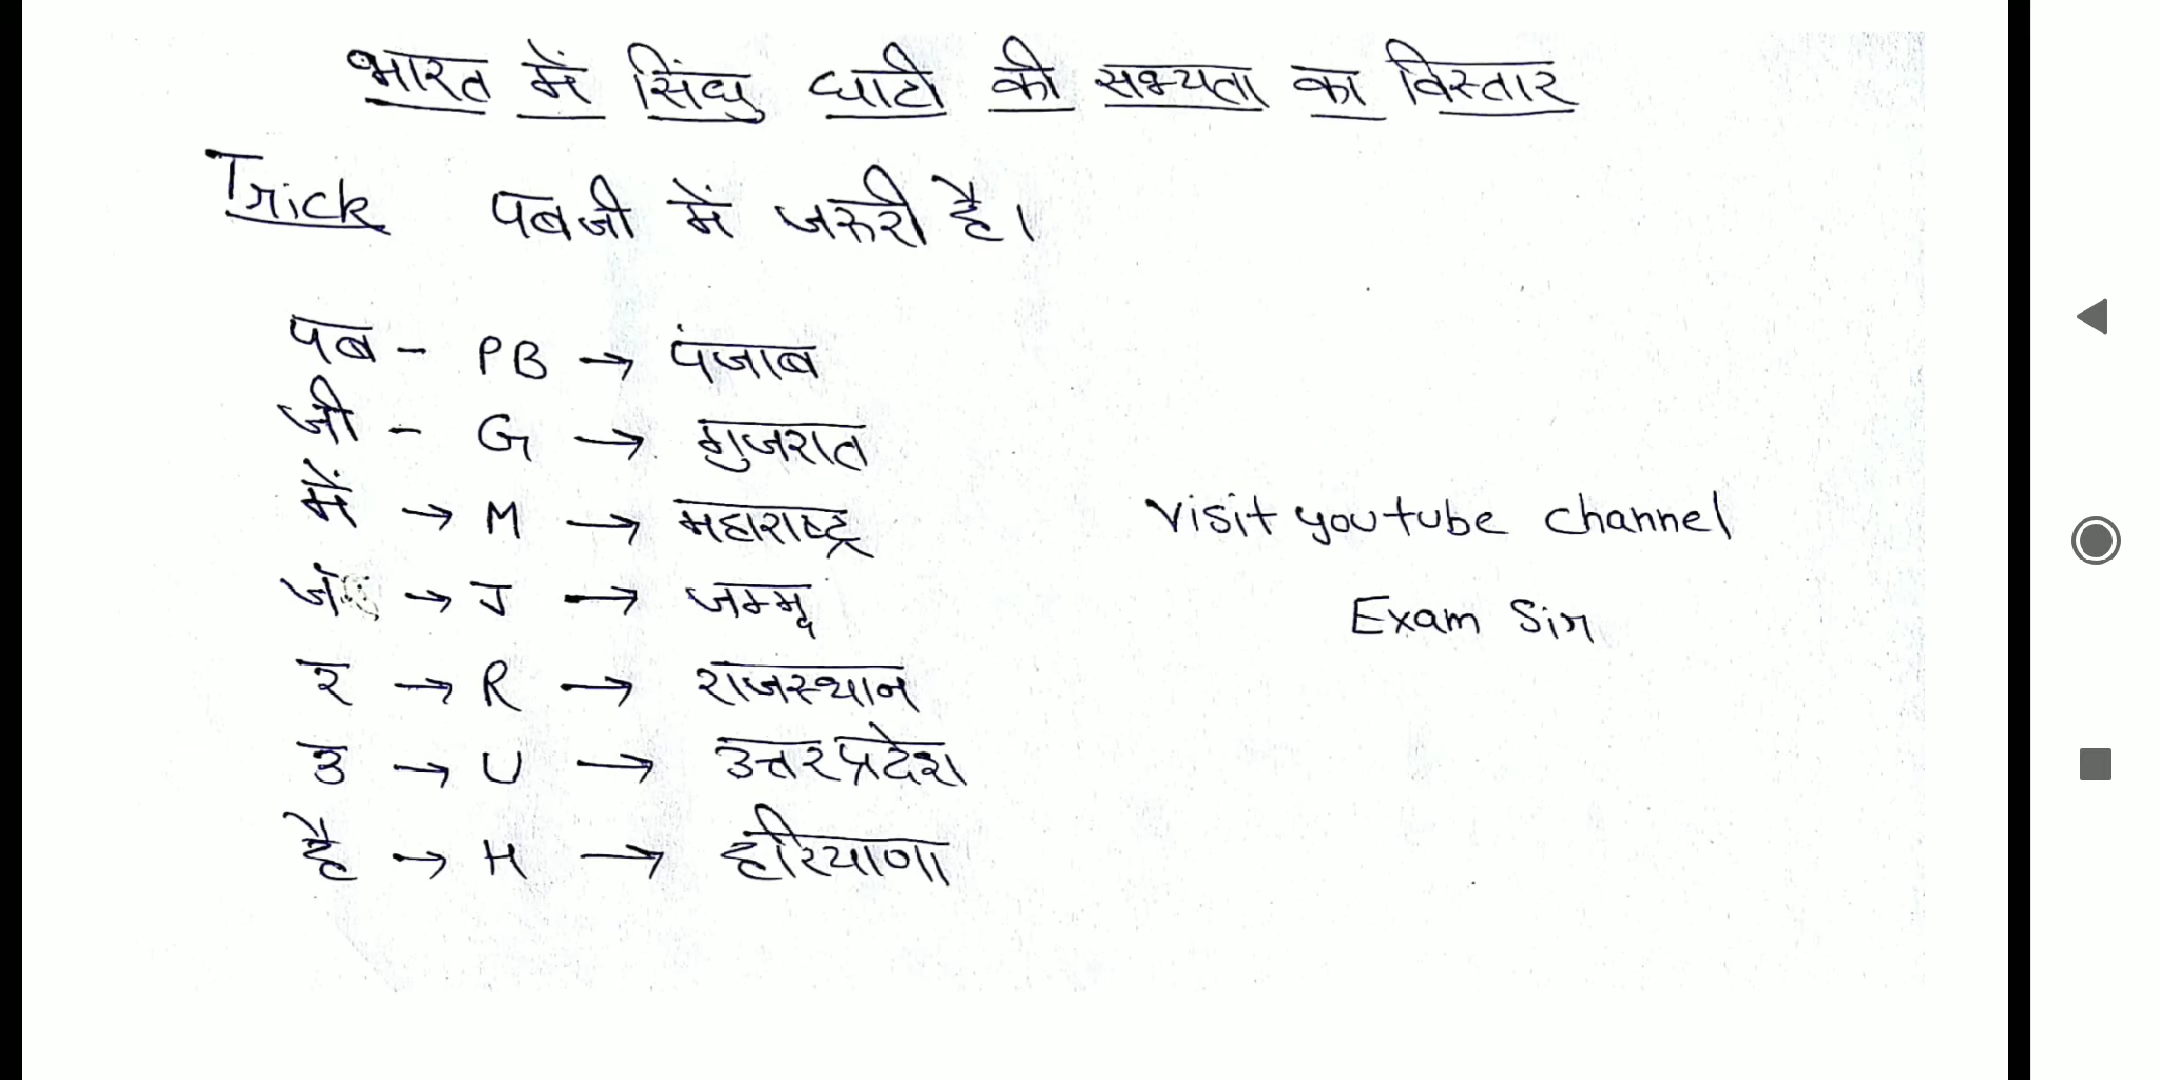 भारत में सिंधु घाटी की सभ्यता का विस्तार
Trick पबजी में जरुरी है।
पब - PB → पंजाब
जी - G → गुजरात
में → M → महाराष्ट्र
ज → J → जम्मू
र → R → राजस्थान
उ → U → उत्तरप्रदेश
है → H → हरियाणा
Visit youtube channel
Exam Sir